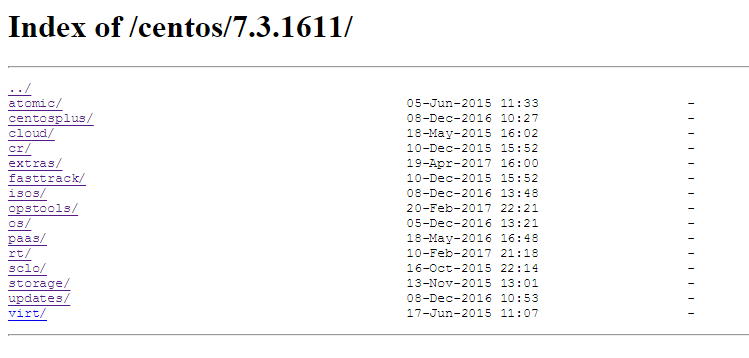 Index of /centos/7.3.1611/
../
atomic/ 05-Jun-2015 11:33 -
centosplus/ 08-Dec-2016 10:27 -
cloud/ 18-May-2015 16:02 -
cr/ 10-Dec-2015 15:52 -
extras/ 19-Apr-2017 16:00 -
fasttrack/ 10-Dec-2015 15:52 -
isos/ 08-Dec-2016 13:48 -
opstools/ 20-Feb-2017 22:21 -
os/ 05-Dec-2016 13:21 -
paas/ 18-May-2016 16:48 -
rt/ 10-Feb-2017 21:18 -
sclo/ 16-Oct-2015 22:14 -
storage/ 13-Nov-2015 13:01 -
updates/ 08-Dec-2016 10:53 -
virt/ 17-Jun-2015 11:07 -